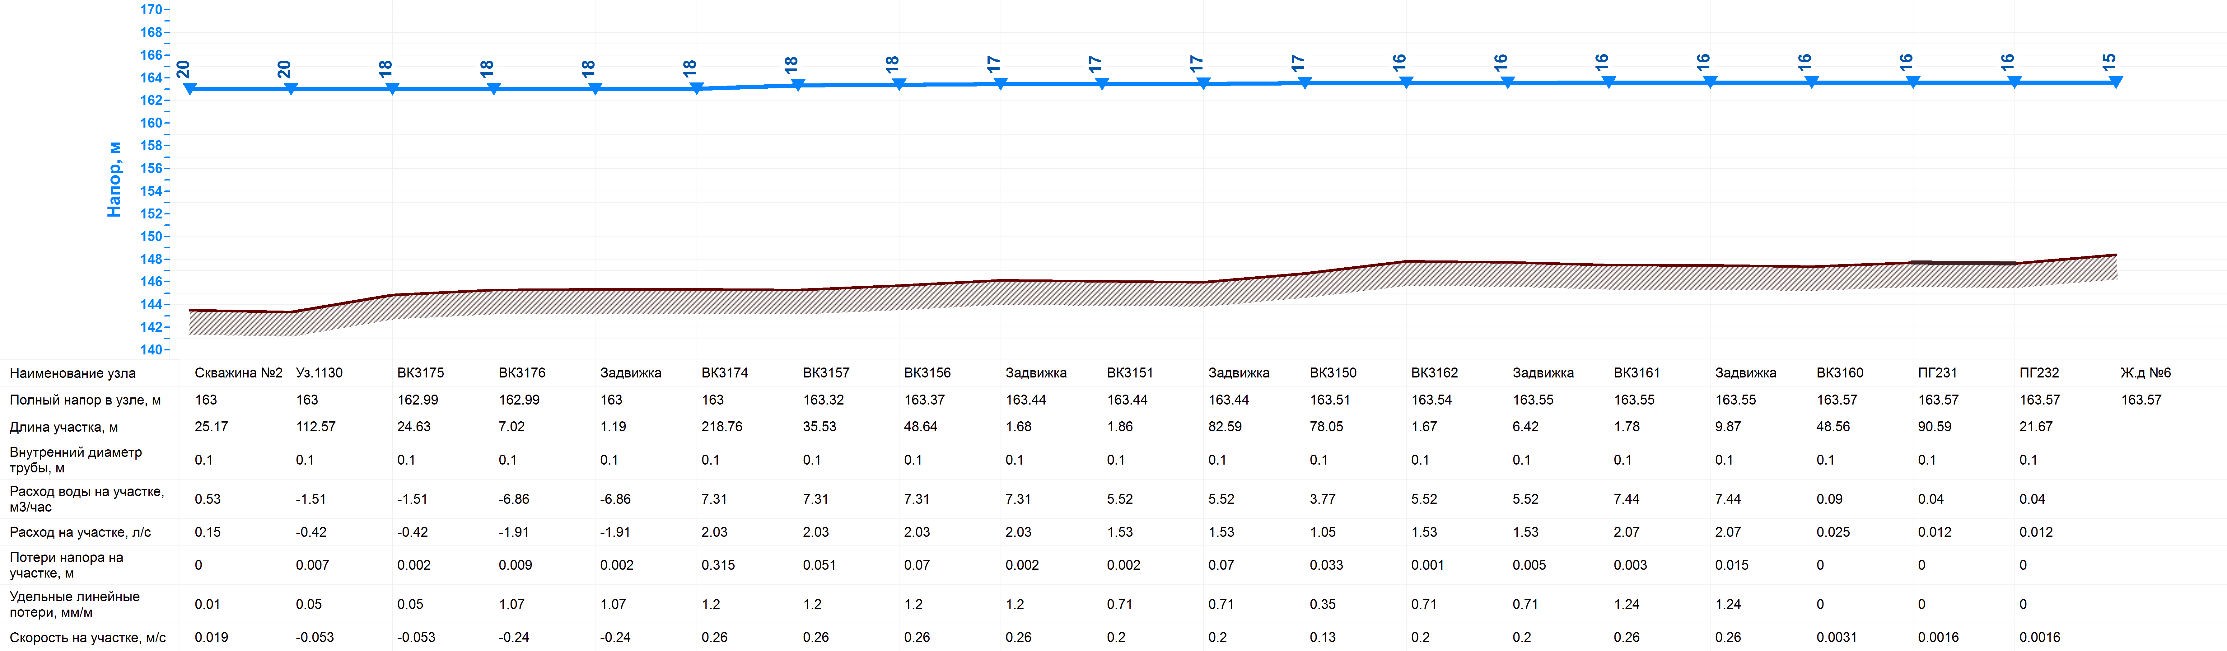 170
168
166
164
162
160
158
156
154
152
150
148
146
144
142
140
Напор, м
20 20 18 18 18 18 18 18 17 17 17 17 16 16 16 16 16 16 16 15
Наименование узла Скважина №2 Уз.1130 ВК3175 ВК3176 Задвижка ВК3174 ВК3157 ВК3156 Задвижка ВК3151 Задвижка ВК3150 ВК3162 Задвижка ВК3161 Задвижка ВК3160 ПГ231 ПГ232 Ж.д №6
Полный напор в узле, м 163 163 162.99 162.99 163 163 163.32 163.37 163.44 163.44 163.44 163.51 163.54 163.55 163.55 163.55 163.57 163.57 163.57 163.57
Длина участка, м 25.17 112.57 24.63 7.02 1.19 218.76 35.53 48.64 1.68 1.86 82.59 78.05 1.67 6.42 1.78 9.87 48.56 90.59 21.67
Внутренний диаметр
трубы, м 0.1 0.1 0.1 0.1 0.1 0.1 0.1 0.1 0.1 0.1 0.1 0.1 0.1 0.1 0.1 0.1 0.1 0.1 0.1
Расход воды на участке,
м3/час 0.53 -1.51 -1.51 -6.86 -6.86 7.31 7.31 7.31 7.31 5.52 5.52 3.77 5.52 5.52 7.44 7.44 0.09 0.04 0.04
Расход на участке, л/с 0.15 -0.42 -0.42 -1.91 -1.91 2.03 2.03 2.03 2.03 1.53 1.53 1.05 1.53 1.53 2.07 2.07 0.025 0.012 0.012
Потери напора на
участке, м 0 0.007 0.002 0.009 0.002 0.315 0.051 0.07 0.002 0.002 0.07 0.033 0.001 0.005 0.003 0.015 0 0 0
Удельные линейные
потери, мм/м 0.01 0.05 0.05 1.07 1.07 1.2 1.2 1.2 1.2 0.71 0.71 0.35 0.71 0.71 1.24 1.24 0 0 0
Скорость на участке, м/с 0.019 -0.053 -0.053 -0.24 -0.24 0.26 0.26 0.26 0.26 0.2 0.2 0.13 0.2 0.2 0.26 0.26 0.0031 0.0016 0.0016